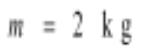 m = 2 kg